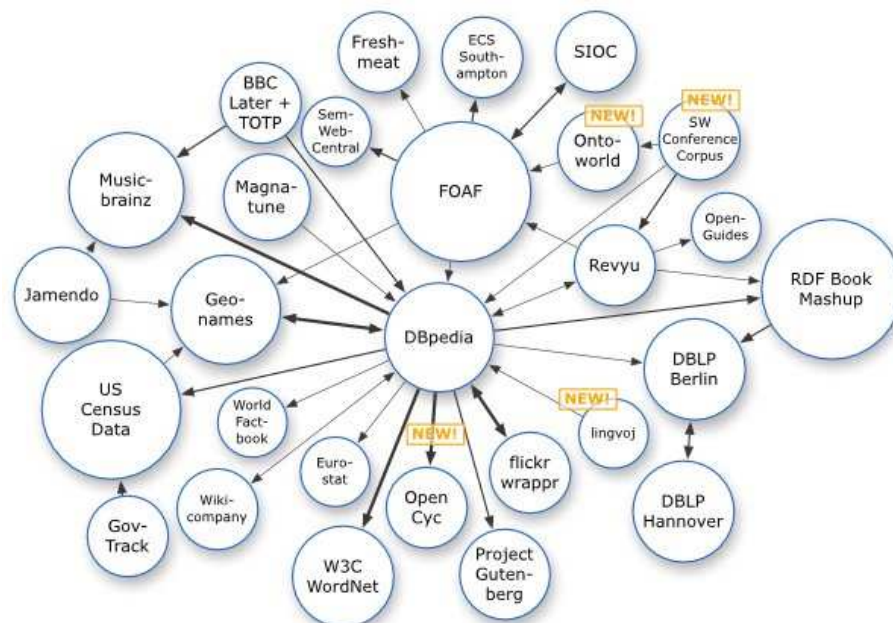 Fresh-
meat
ECS
South-
ampton
SIOC
BBC
Later +
TOTP
NEW!
NEW!
Sem-
Web-
Central
Onto-
world
SW
Conference
Corpus
Music-
brainz
Magna-
tune
FOAF
Open-
Guides
Revyu
RDF Book
Mashup
Jamendo
Geo-
names
DBpedia
DBLP
Berlin
US
Census
Data
World
Fact-
book
NEW!
NEW!
lingvoj
Euro-
stat
flickr
wrappr
Wiki-
company
Open
Cyc
DBLP
Hannover
Gov-
Track
W3C
WordNet
Project
Guten-
berg